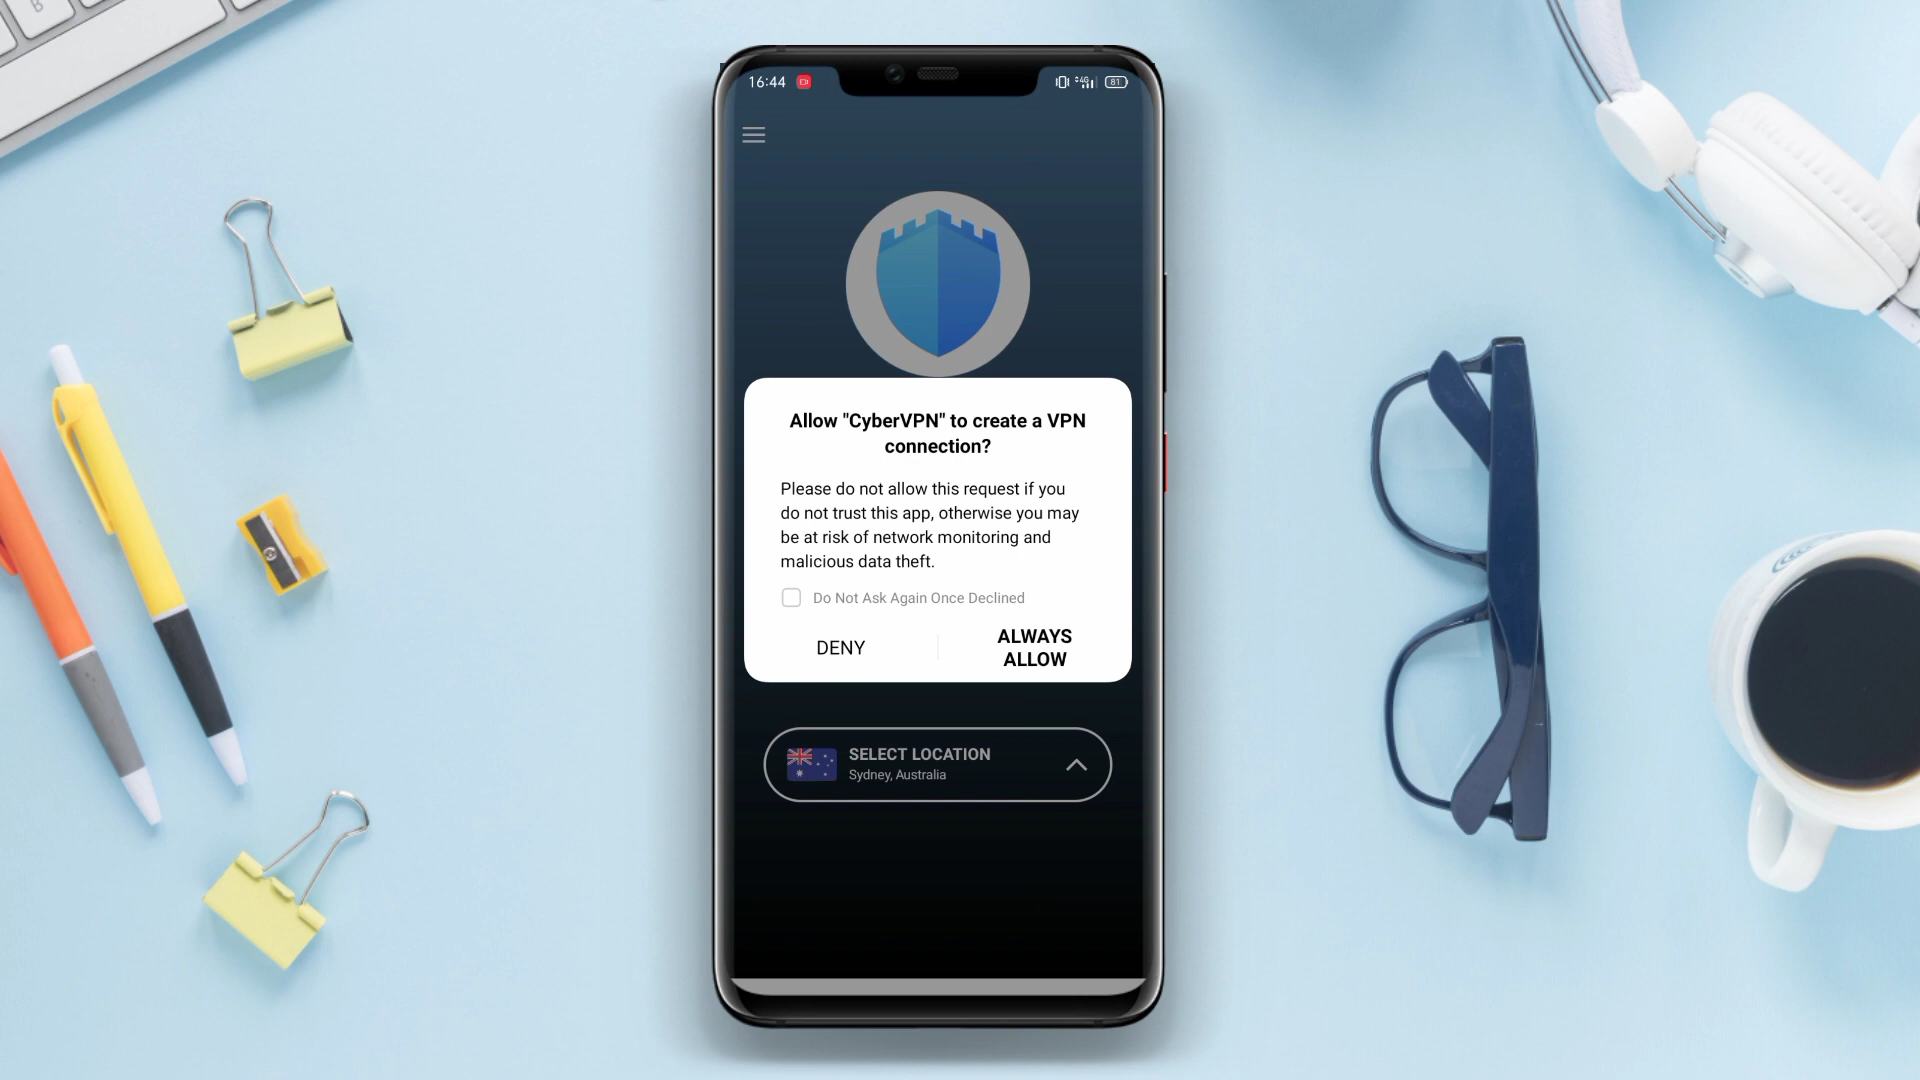 16:44
4G
81
Allow "CyberVPN" to create a VPN
connection?
Please do not allow this request if you
do not trust this app, otherwise you may
be at risk of network monitoring and
malicious data theft.
Do Not Ask Again Once Declined
DENY
ALWAYS
ALLOW
SELECT LOCATION
Sydney, Australia